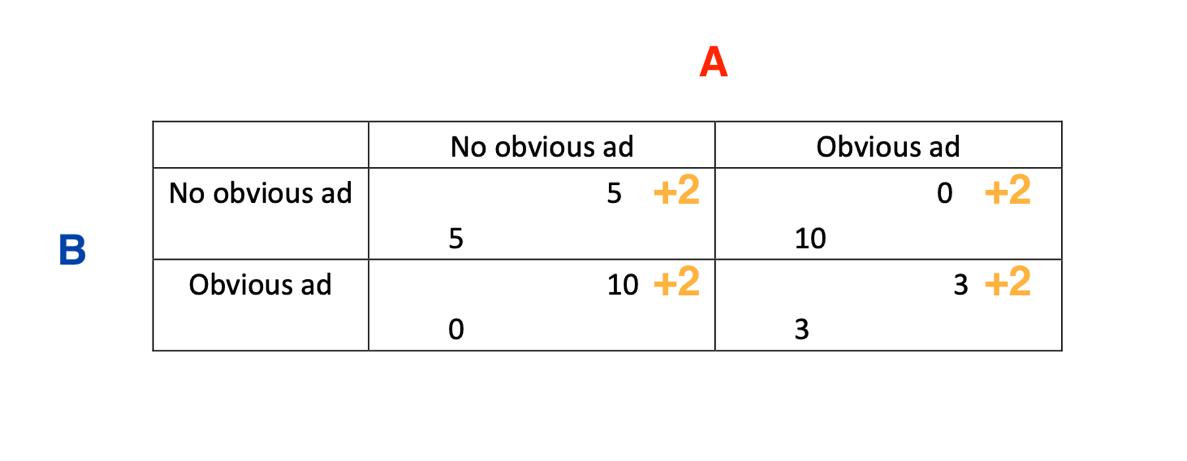 A
No obvious ad Obvious ad
No obvious ad 5 +2 0 +2
5 10
B
Obvious ad 10 +2 3 +2
0 3